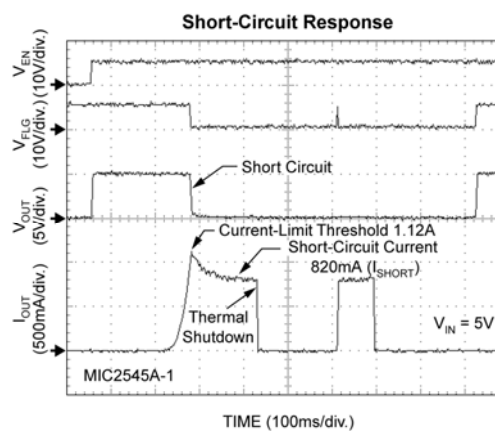 Short-Circuit Response
V_EN (10V/div.)
V_FLG (10V/div.)
V_OUT (5V/div.)
I_OUT (500mA/div.)
Short Circuit
Current-Limit Threshold 1.12A
Short-Circuit Current
820mA (I_SHORT)
Thermal
Shutdown
V_IN = 5V
MIC2545A-1
TIME (100ms/div.)